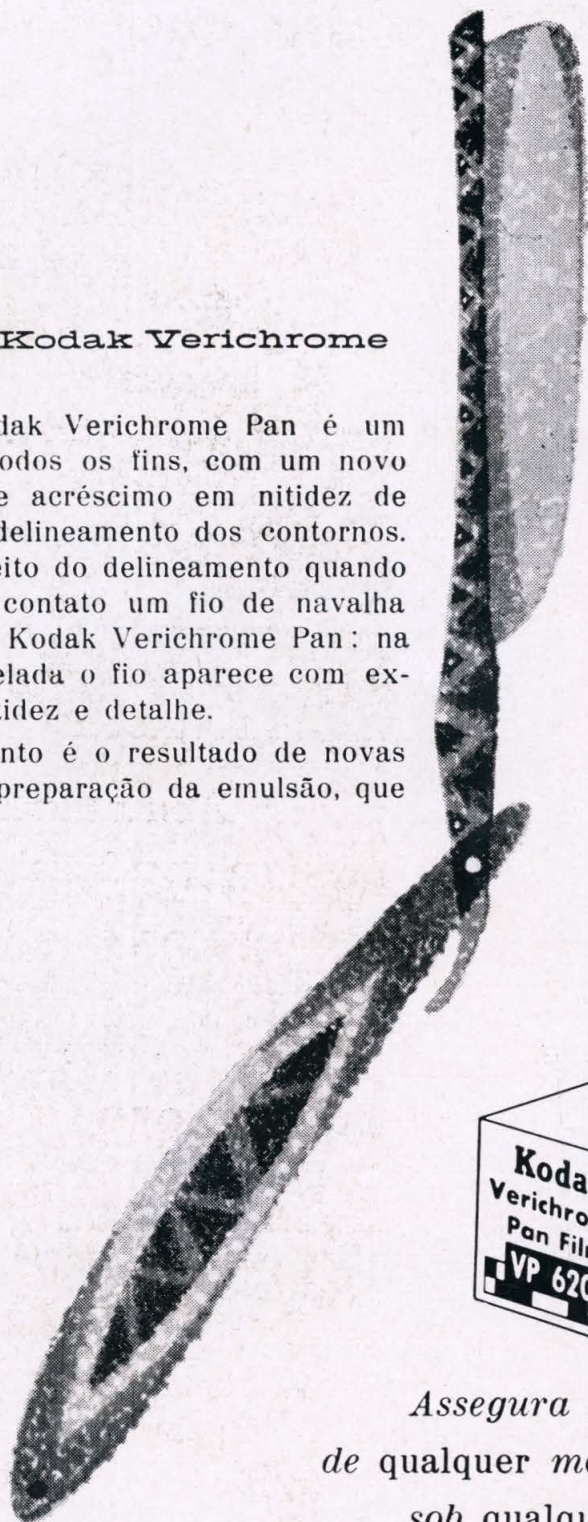 Kodak Verichrome
dak Verichrome Pan é um
odos os fins, com um novo
e acréscimo em nitidez de
delineamento dos contornos.
eito do delineamento quando
contato um fio de navalha
Kodak Verichrome Pan: na
elada o fio aparece com ex-
idez e detalhe.
nto é o resultado de novas
preparação da emulsão, que
Koda
Verichro
Pan Fil
VP 620
Assegura
de qualquer m
sob qualqu